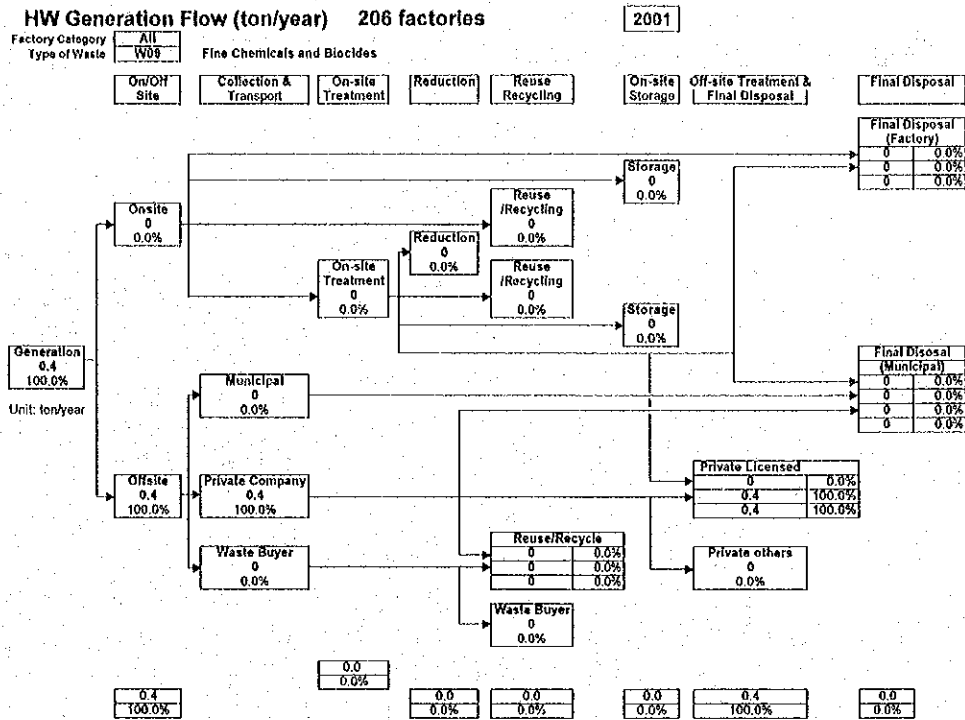 HW Generation Flow (ton/year) 206 factories 2001
Factory Category All
Type of Waste W09 Fine Chemicals and Biocides
On/Off Site
Collection & Transport
On-site Treatment
Reduction
Reuse Recycling
On-site Storage
Off-site Treatment & Final Disposal
Final Disposal
Final Disposal
(Factory)
0 0.0%
0 0.0%
0 0.0%
Storage
0
0.0%
Onsite
0
0.0%
Reuse
/Recycling
0
0.0%
Reduction
0
0.0%
On-site
Treatment
0
0.0%
Reuse
/Recycling
0
0.0%
Storage
0
0.0%
Generation
0.4
100.0%
Unit: ton/year
Municipal
0
0.0%
Final Disosal
(Municipal)
0 0.0%
0 0.0%
0 0.0%
0 0.0%
Offsite
0.4
100.0%
Private Company
0.4
100.0%
Private Licensed
0 0.0%
0.4 100.0%
0.4 100.0%
Waste Buyer
0
0.0%
Reuse/Recycle
0 0.0%
0 0.0%
0 0.0%
Private others
0
0.0%
Waste Buyer
0
0.0%
0.0
0.0%
0.4 0.0 0.0 0.0 0.4 0.0
100.0% 0.0% 0.0% 0.0% 100.0% 0.0%